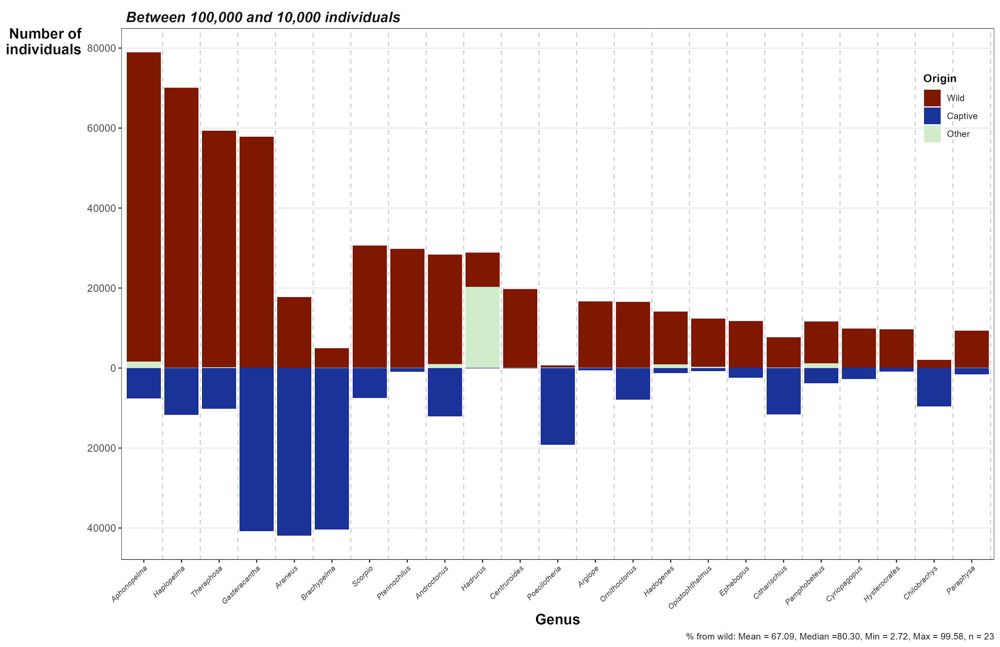 Between 100,000 and 10,000 individuals
Number of
individuals
80000
60000
40000
20000
0
20000
40000
Origin
Wild
Captive
Other
Aphonopelma
Haplopelma
Theraphosa
Gasteracantha
Araneus
Brachypelma
Scorpio
Pterinochilus
Androctonus
Hadrurus
Centruroides
Poecilotheria
Argiope
Ornithoctonus
Hadogenes
Opistophthalmus
Ephebopus
Citharischius
Pamphobeteus
Cyriopagopus
Hysterocrates
Chilobrachys
Paraphysa
Genus
% from wild: Mean = 67.09, Median =80.30, Min = 2.72, Max = 99.58, n = 23